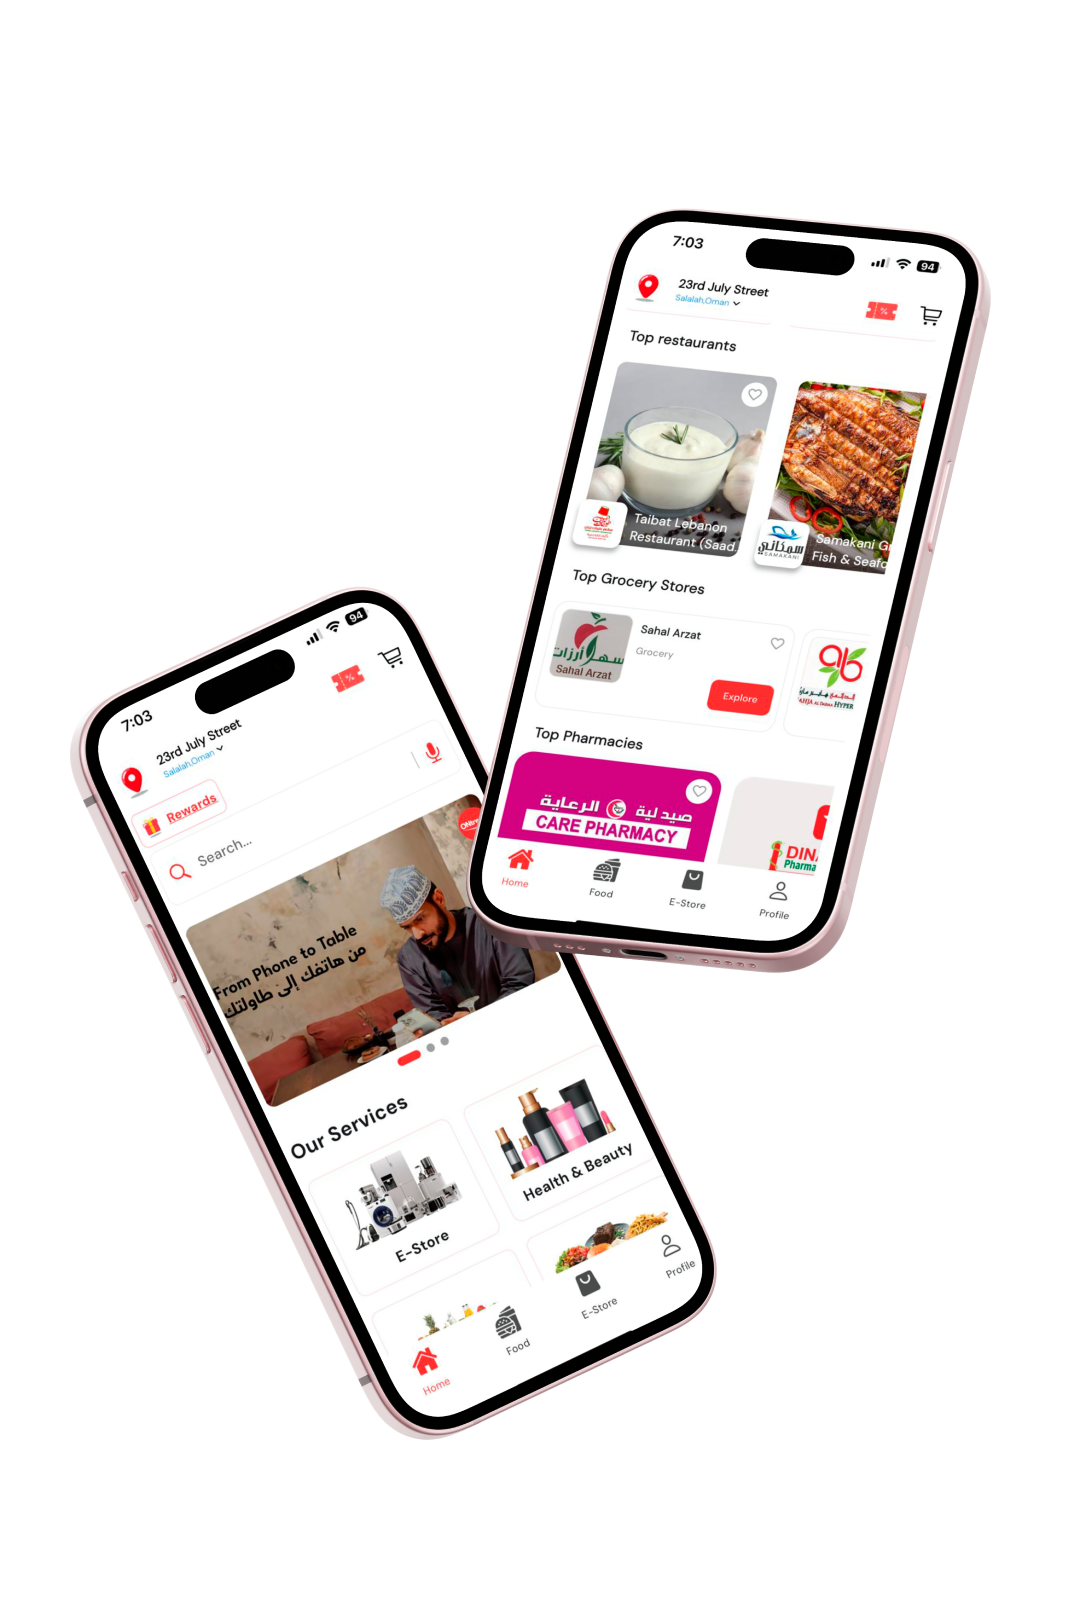 7:03
94
23rd July Street
Salalah,Oman
%
Top restaurants
Taibat Lebanon
Restaurant (Saad
سمكاني
SAMAKANI
Samakani Gr
Fish & Seafo
Top Grocery Stores
Sahal Arzat
Sahal Arzat
Grocery
Explore
HYPER
Top Pharmacies
صيدلية الرعاية
CARE PHARMACY
DINA
Pharma
Home
Food
E-Store
Profile
7:03
94
23rd July Street
Salalah,Oman
%
Rewards
Search...
From Phone to Table
من هاتفك إلى طاولتك
Our Services
E-Store
Health & Beauty
Home
Food
E-Store
Profile